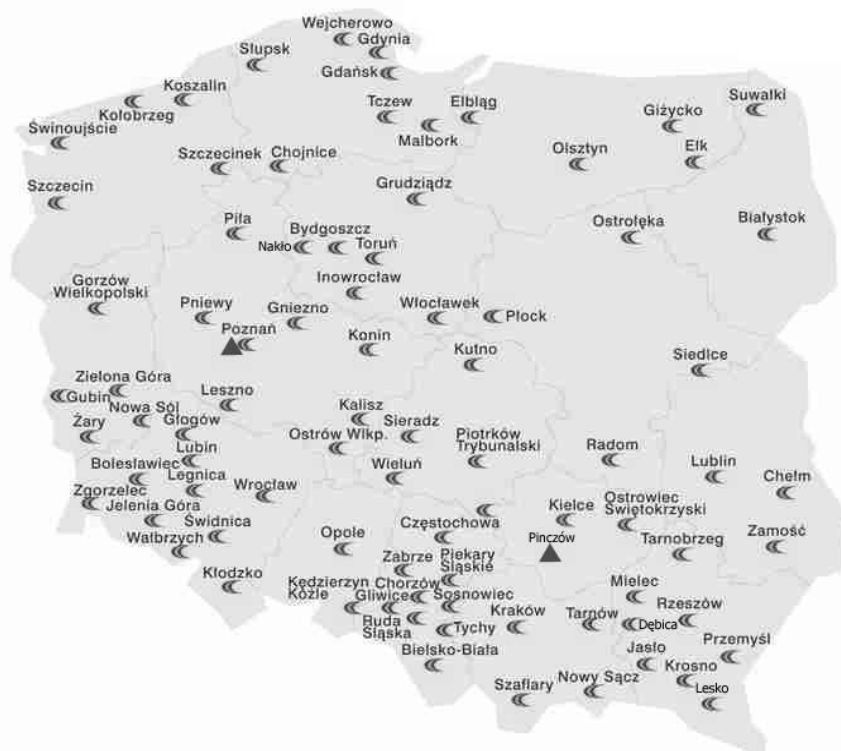 Wejcherowo
Gdynia
Słupsk
Gdańsk
Koszalin
Kołobrzeg
Tczew
Elbląg
Malbork
Giżycko
Suwałki
Świnoujście
Szczecinek
Chojnice
Olsztyn
Ełk
Szczecin
Grudziądz
Piła
Bydgoszcz
Nakło
Toruń
Ostrołęka
Białystok
Gorzów
Wielkopolski
Inowrocław
Pniewy
Gniezno
Włocławek
Płock
Poznań
Konin
Kutno
Siedlce
Zielona Góra
Gubin
Leszno
Nowa Sól
Żary
Głogów
Kalisz
Sieradz
Ostrów Wlkp.
Piotrków
Trybunalski
Radom
Lubin
Bolesławiec
Legnica
Wieluń
Lublin
Chełm
Zgorzelec
Wrocław
Jelenia Góra
Kielce
Ostrowiec
Świętokrzyski
Świdnica
Wałbrzych
Opole
Częstochowa
Pinczów
Tarnobrzeg
Zamość
Kłodzko
Zabrze
Piekary
Śląskie
Kędzierzyn
Koźle
Chorzów
Gliwice
Sosnowiec
Mielec
Kraków
Tarnów
Rzeszów
Dębica
Ruda
Śląska
Tychy
Przemyśl
Bielsko-Biała
Jasło
Krosno
Szaflary
Nowy Sącz
Lesko